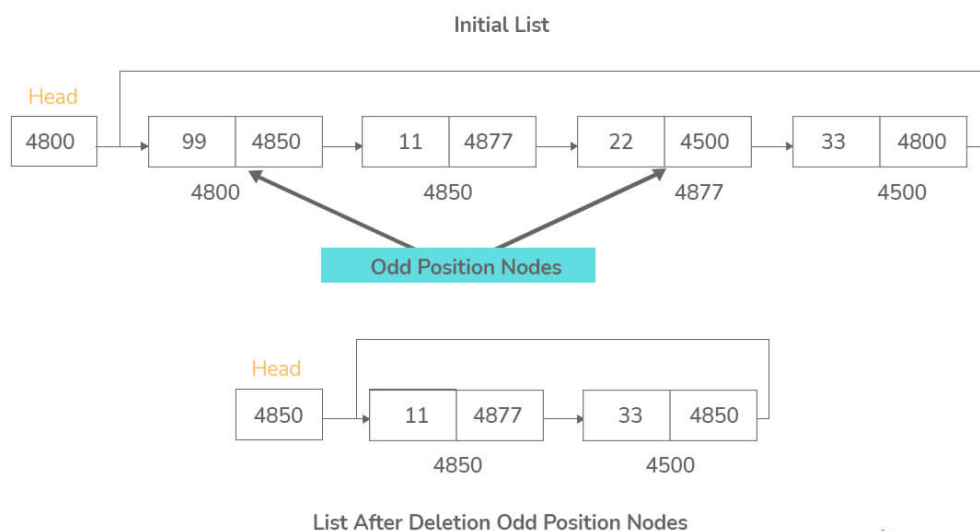 Initial List
Head
4800 99 4850 11 4877 22 4500 33 4800
4800 4850 4877 4500
Odd Position Nodes
Head
4850 11 4877 33 4850
4850 4500
List After Deletion Odd Position Nodes